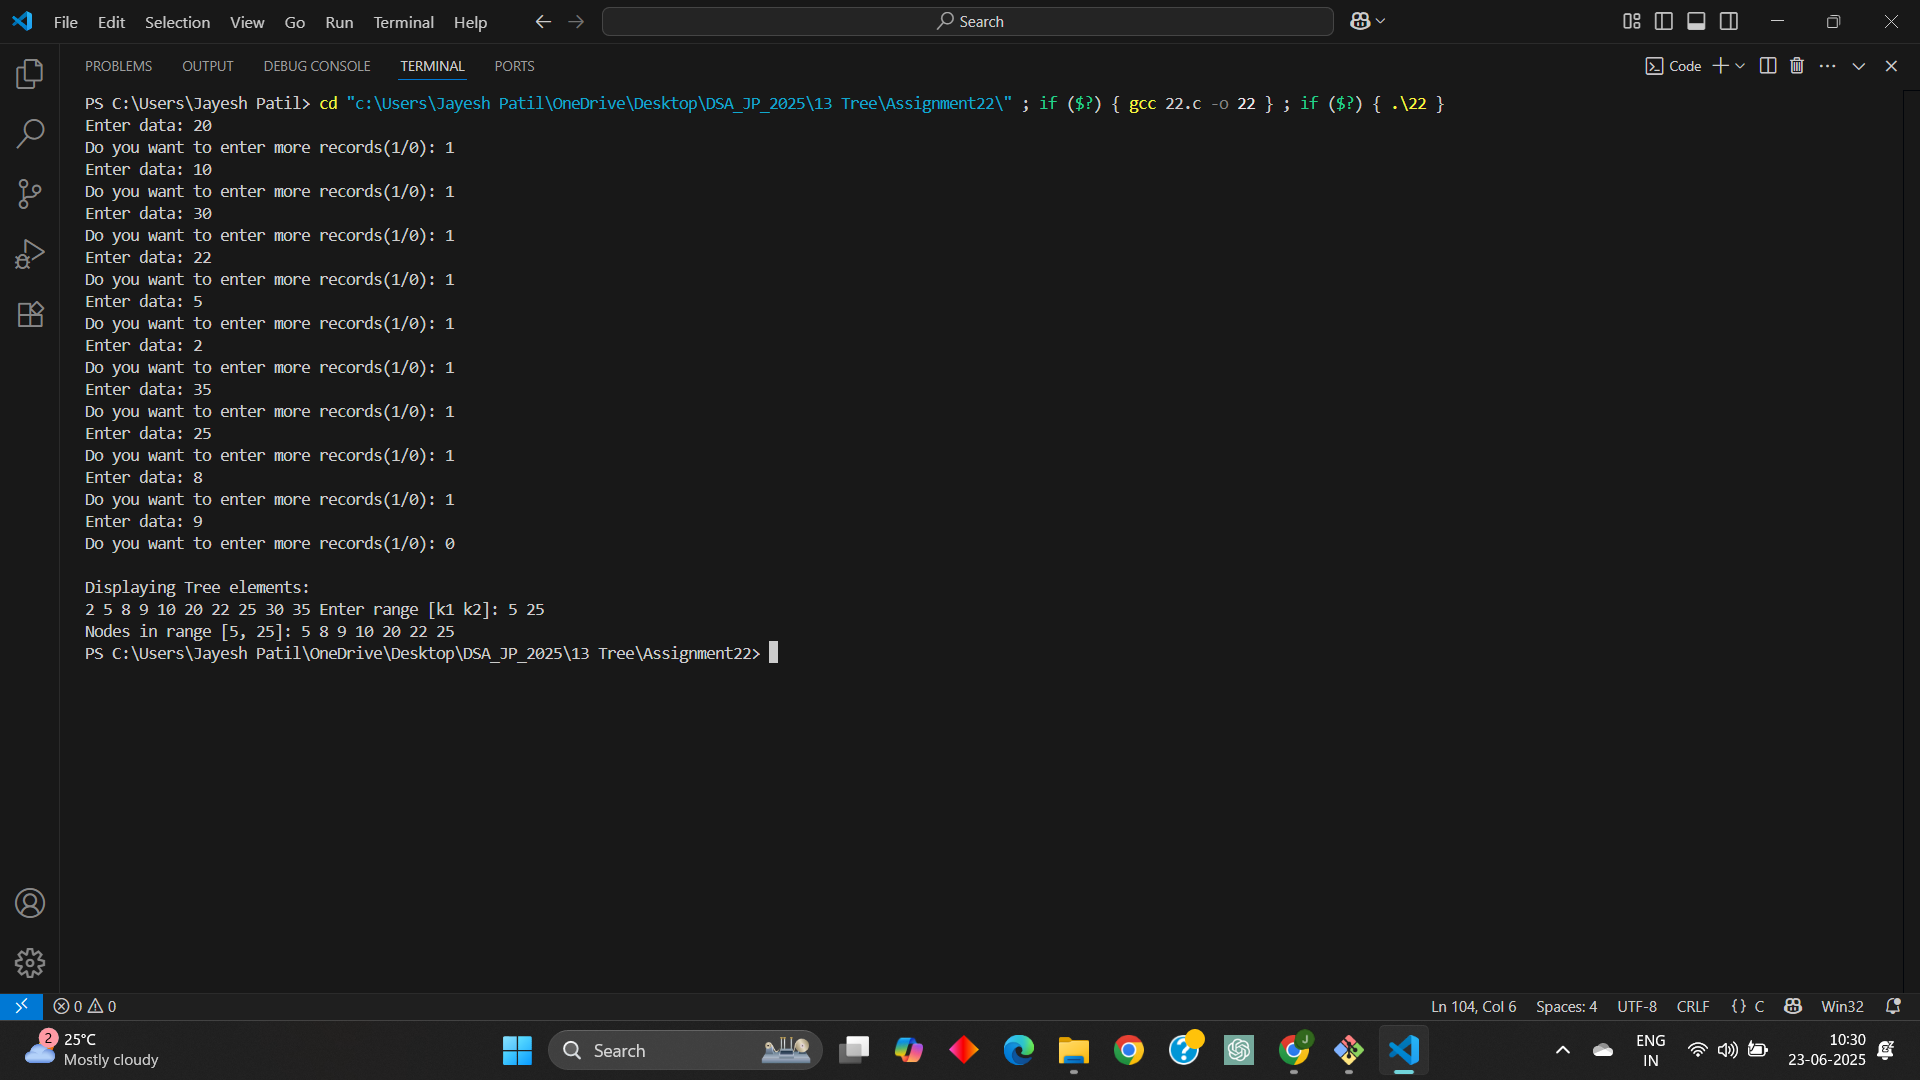 File Edit Selection View Go Run Terminal Help Search
PROBLEMS OUTPUT DEBUG CONSOLE TERMINAL PORTS Code
PS C:\Users\Jayesh Patil> cd "c:\Users\Jayesh Patil\OneDrive\Desktop\DSA_JP_2025\13 Tree\Assignment22\" ; if ($?) { gcc 22.c -o 22 } ; if ($?) { .\22 }
Enter data: 20
Do you want to enter more records(1/0): 1
Enter data: 10
Do you want to enter more records(1/0): 1
Enter data: 30
Do you want to enter more records(1/0): 1
Enter data: 22
Do you want to enter more records(1/0): 1
Enter data: 5
Do you want to enter more records(1/0): 1
Enter data: 2
Do you want to enter more records(1/0): 1
Enter data: 35
Do you want to enter more records(1/0): 1
Enter data: 25
Do you want to enter more records(1/0): 1
Enter data: 8
Do you want to enter more records(1/0): 1
Enter data: 9
Do you want to enter more records(1/0): 0
Displaying Tree elements:
2 5 8 9 10 20 22 25 30 35 Enter range [k1 k2]: 5 25
Nodes in range [5, 25]: 5 8 9 10 20 22 25
PS C:\Users\Jayesh Patil\OneDrive\Desktop\DSA_JP_2025\13 Tree\Assignment22>
0 0 Ln 104, Col 6 Spaces: 4 UTF-8 CRLF {} C Win32
2 25°C
Mostly cloudy
Search
J
ENG
IN
10:30
23-06-2025